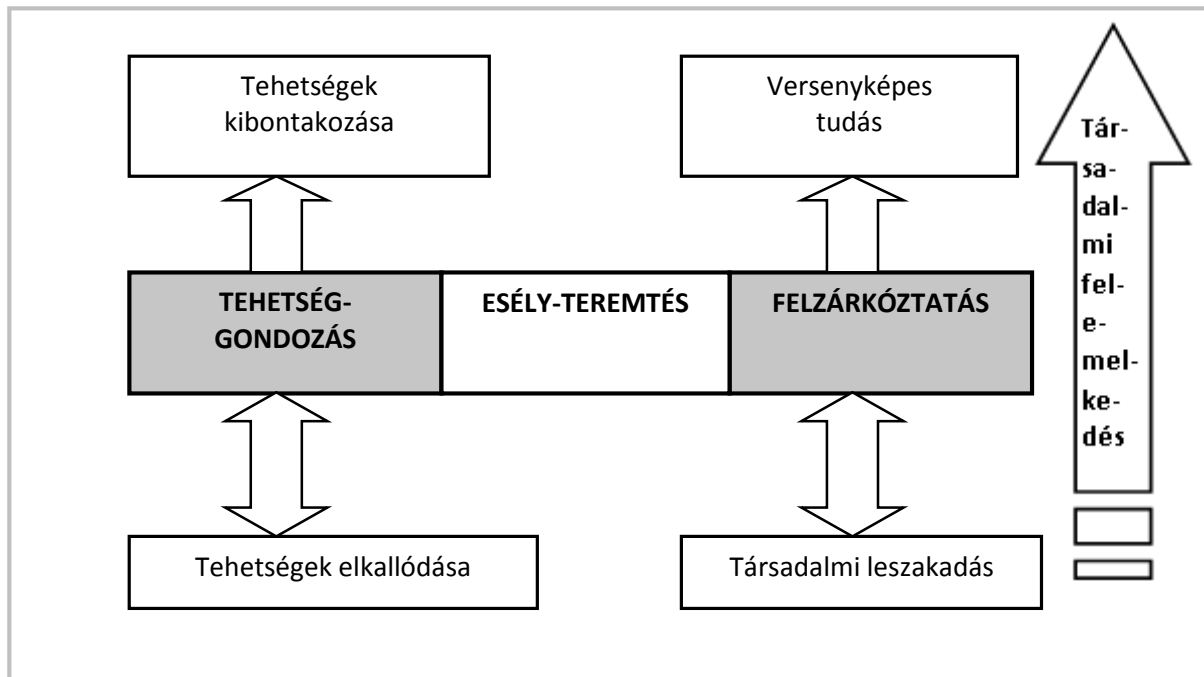 Tehetségek
kibontakozása
Versenyképes
tudás
Tár-
sa-
dal-
mi
fel-
e-
mel-
ke-
dés
TEHETSÉG-
GONDOZÁS
ESÉLY-TEREMTÉS
FELZÁRKÓZTATÁS
Tehetségek elkallódása
Társadalmi leszakadás